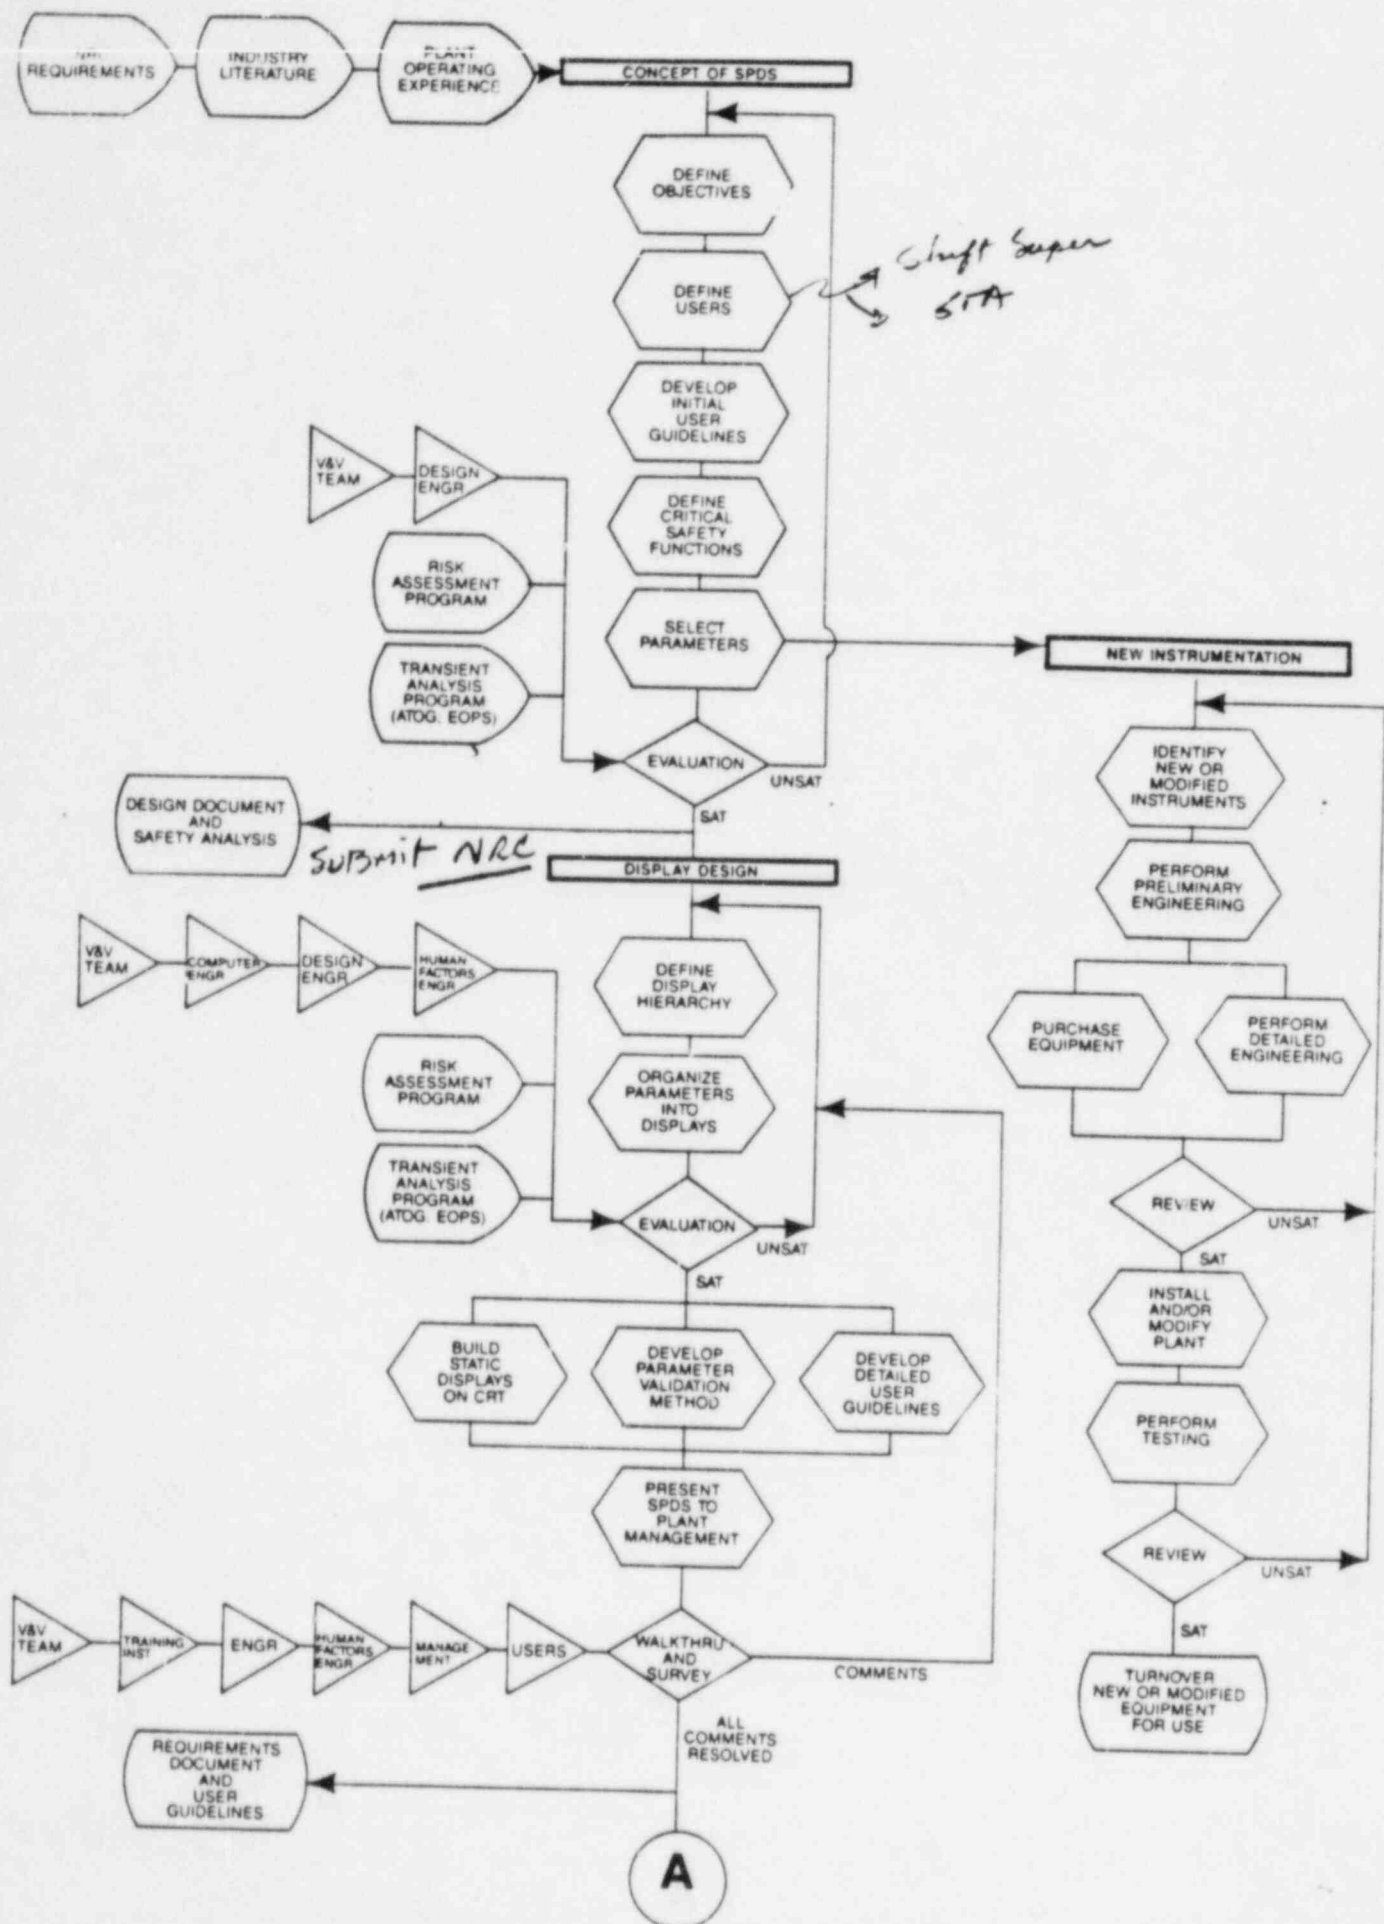 REQUIREMENTS
INDUSTRY
LITERATURE
PLANT
OPERATING
EXPERIENCE
CONCEPT OF SPDS
DEFINE
OBJECTIVES
DEFINE
USERS
Shift Super
STA
DEVELOP
INITIAL
USER
GUIDELINES
V&V
TEAM
DESIGN
ENGR
DEFINE
CRITICAL
SAFETY
FUNCTIONS
RISK
ASSESSMENT
PROGRAM
SELECT
PARAMETERS
NEW INSTRUMENTATION
TRANSIENT
ANALYSIS
PROGRAM
(ATOG. EOPS)
EVALUATION
UNSAT
SAT
IDENTIFY
NEW OR
MODIFIED
INSTRUMENTS
DESIGN DOCUMENT
AND
SAFETY ANALYSIS
SUBMIT NRC
DISPLAY DESIGN
PERFORM
PRELIMINARY
ENGINEERING
V&V
TEAM
COMPUTER
ENGR
DESIGN
ENGR
HUMAN
FACTORS
ENGR
DEFINE
DISPLAY
HIERARCHY
PURCHASE
EQUIPMENT
PERFORM
DETAILED
ENGINEERING
RISK
ASSESSMENT
PROGRAM
ORGANIZE
PARAMETERS
INTO
DISPLAYS
TRANSIENT
ANALYSIS
PROGRAM
(ATOG. EOPS)
EVALUATION
UNSAT
SAT
REVIEW
UNSAT
SAT
BUILD
STATIC
DISPLAYS
ON CRT
DEVELOP
PARAMETER
VALIDATION
METHOD
DEVELOP
DETAILED
USER
GUIDELINES
INSTALL
AND/OR
MODIFY
PLANT
PERFORM
TESTING
PRESENT
SPDS TO
PLANT
MANAGEMENT
REVIEW
UNSAT
SAT
V&V
TEAM
TRAINING
INST
ENGR
HUMAN
FACTORS
ENGR
MANAGE
MENT
USERS
WALKTHRU
AND
SURVEY
COMMENTS
TURNOVER
NEW OR MODIFIED
EQUIPMENT
FOR USE
ALL
COMMENTS
RESOLVED
REQUIREMENTS
DOCUMENT
AND
USER
GUIDELINES
A